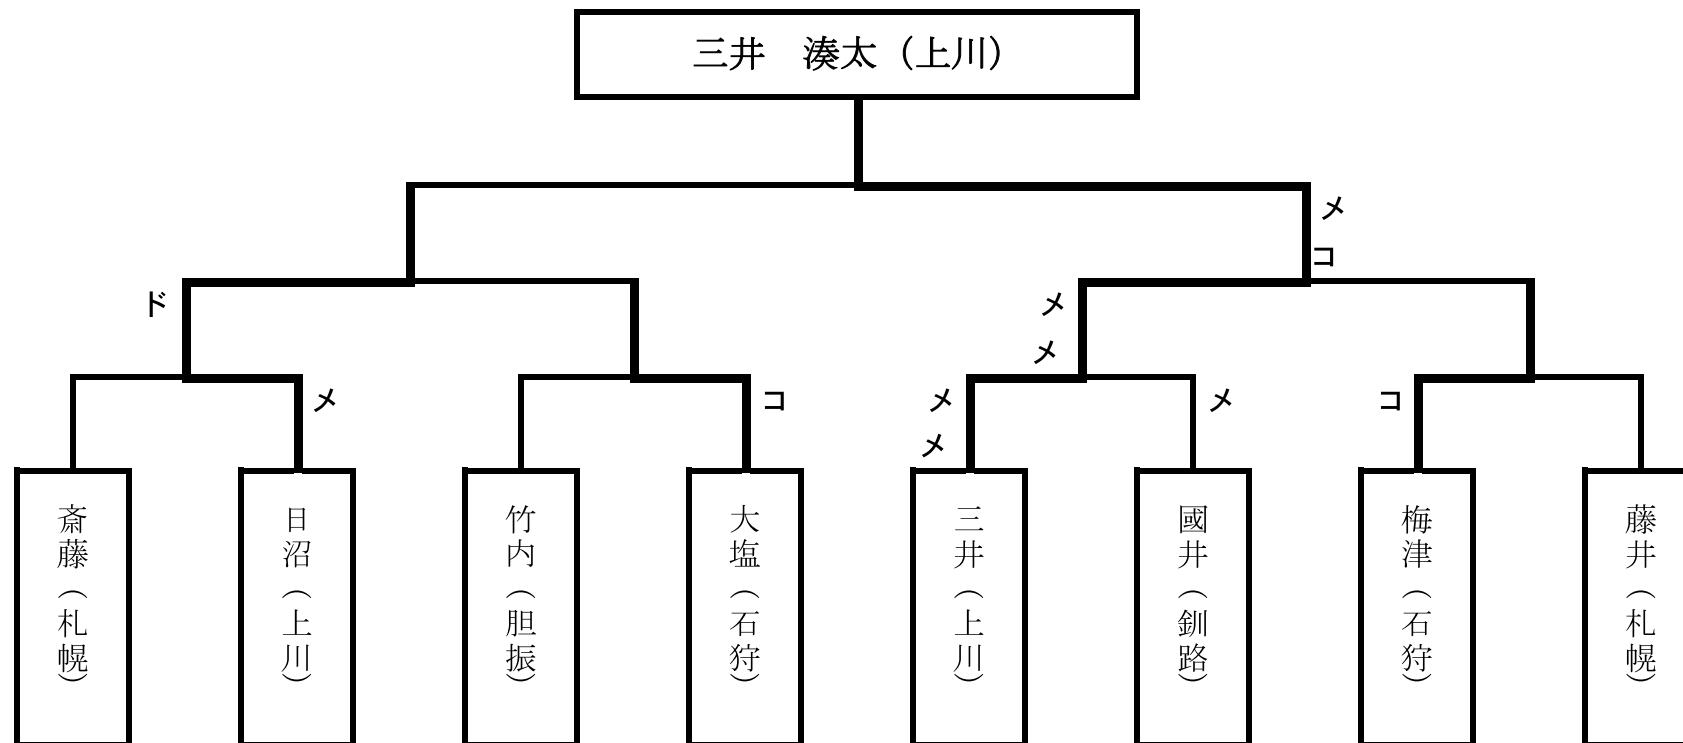 三井　湊太（上川）
メ
コ
ド
メ
メ
メ
コ
メ
メ
メ
コ
斎藤（札幌）
日沼（上川）
竹内（胆振）
大塩（石狩）
三井（上川）
國井（釧路）
梅津（石狩）
藤井（札幌）